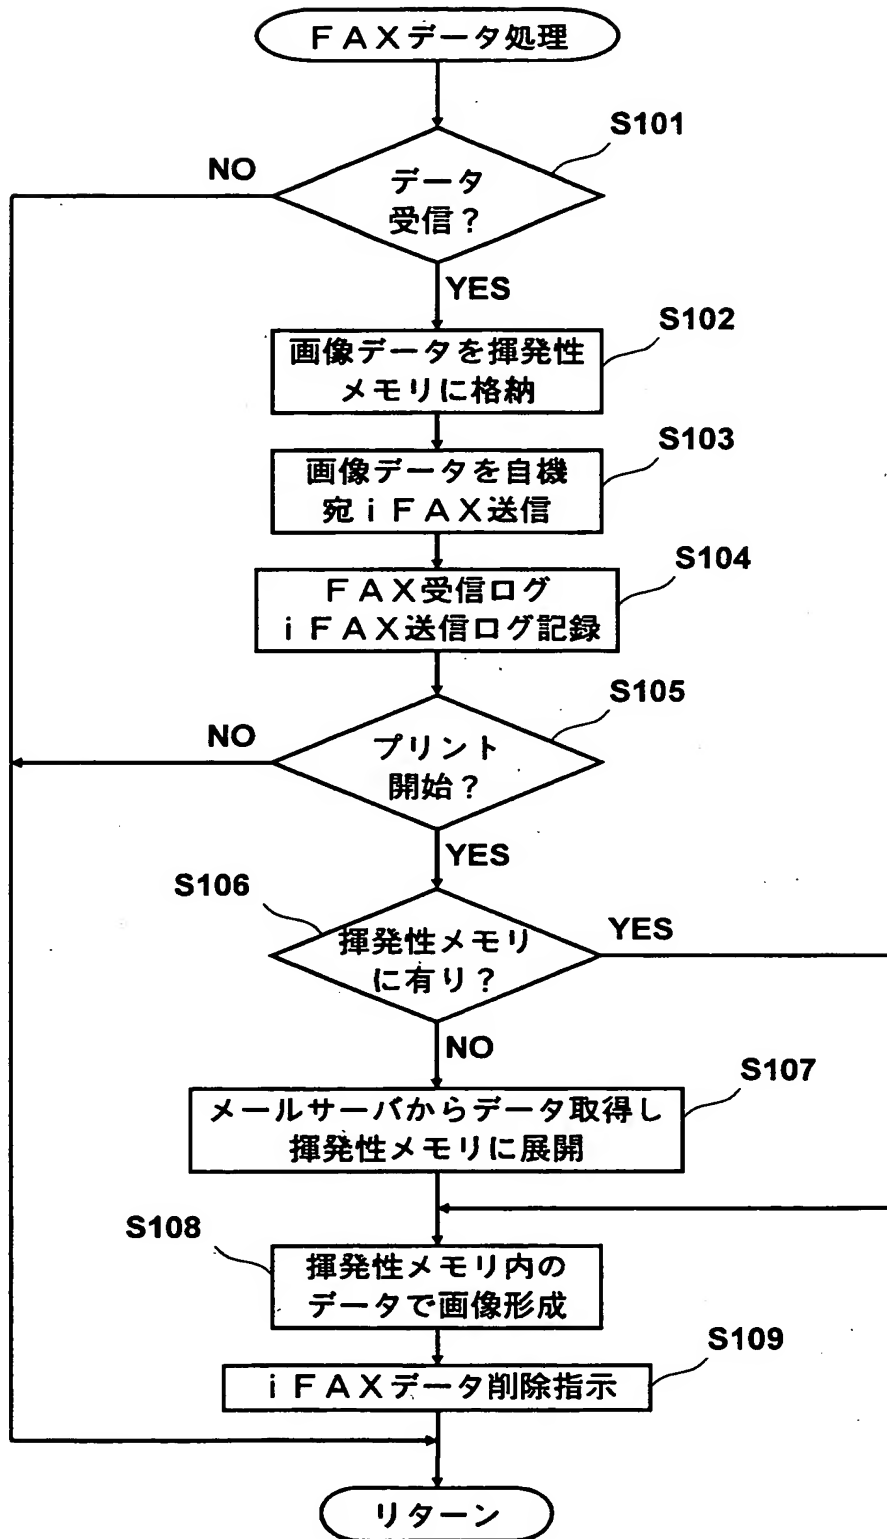 FAXデータ処理
S101
NO
データ
受信?
YES
S102
画像データを揮発性
メモリに格納
S103
画像データを自機
宛iFAX送信
S104
FAX受信ログ
iFAX送信ログ記録
S105
NO
プリント
開始?
YES
S106
揮発性メモリ
に有り?
YES
NO
S107
メールサーバからデータ取得し
揮発性メモリに展開
S108
揮発性メモリ内の
データで画像形成
S109
iFAXデータ削除指示
リターン